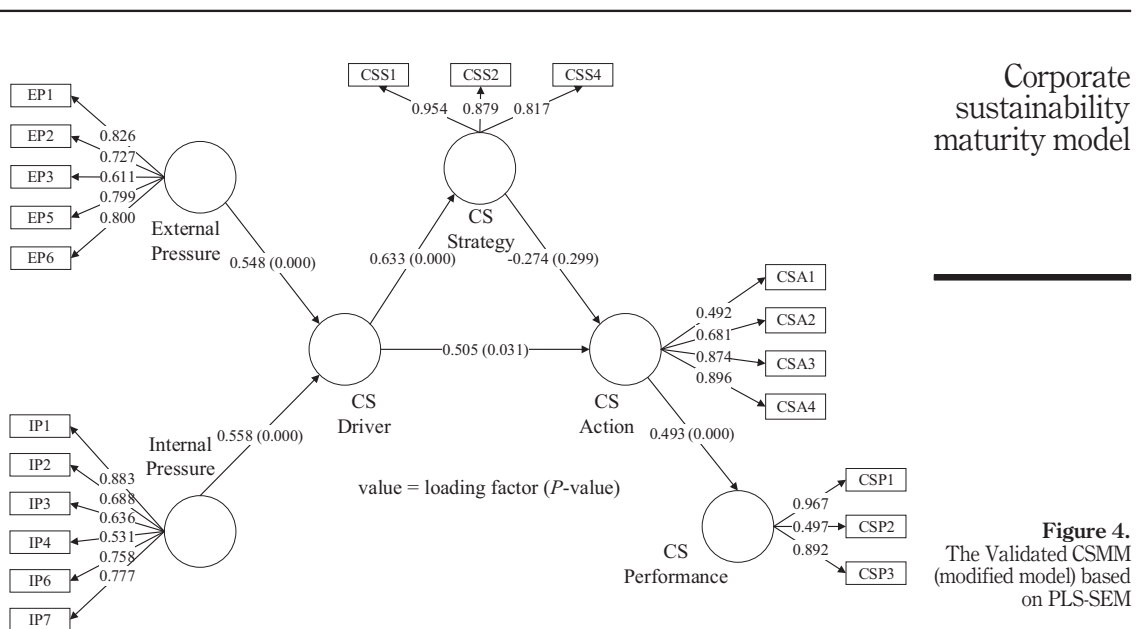 Corporate
sustainability
maturity model
CSS1
CSS2
CSS4
0.954
0.879
0.817
EP1
EP2
EP3
EP5
EP6
0.826
0.727
0.611
0.799
0.800
External
Pressure
CS
Strategy
0.548 (0.000)
0.633 (0.000)
-0.274 (0.299)
CSA1
CSA2
CSA3
CSA4
0.492
0.681
0.874
0.896
0.505 (0.031)
CS
Driver
CS
Action
IP1
IP2
IP3
IP4
IP6
IP7
0.883
0.688
0.636
0.531
0.758
0.777
Internal
Pressure
0.558 (0.000)
0.493 (0.000)
value = loading factor (P-value)
CSP1
CSP2
CSP3
0.967
0.497
0.892
CS
Performance
Figure 4.
The Validated CSMM
(modified model) based
on PLS-SEM